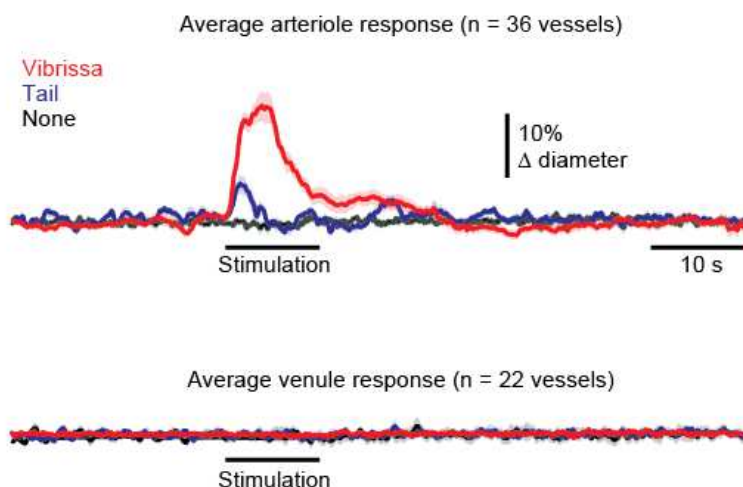 Average arteriole response (n = 36 vessels)
Vibrissa
Tail
None
10%
Δ diameter
Stimulation
10 s
Average venule response (n = 22 vessels)
Stimulation